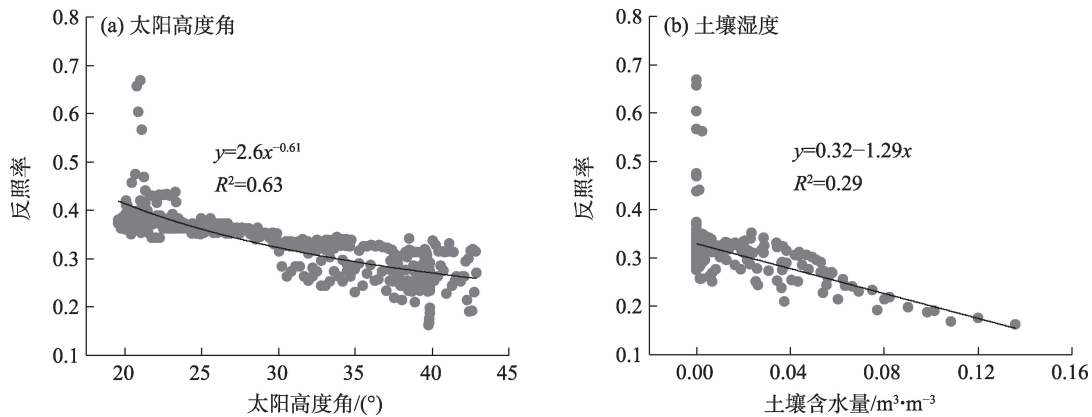 (a) 太阳高度角
反照率
0.8
0.7
0.6
0.5
0.4
0.3
0.2
0.1
y=2.6x⁻⁰·⁶¹
R²=0.63
20 25 30 35 40 45
太阳高度角/(°)
(b) 土壤湿度
反照率
0.8
0.7
0.6
0.5
0.4
0.3
0.2
0.1
y=0.32−1.29x
R²=0.29
0.00 0.04 0.08 0.12 0.16
土壤含水量/m³·m⁻³